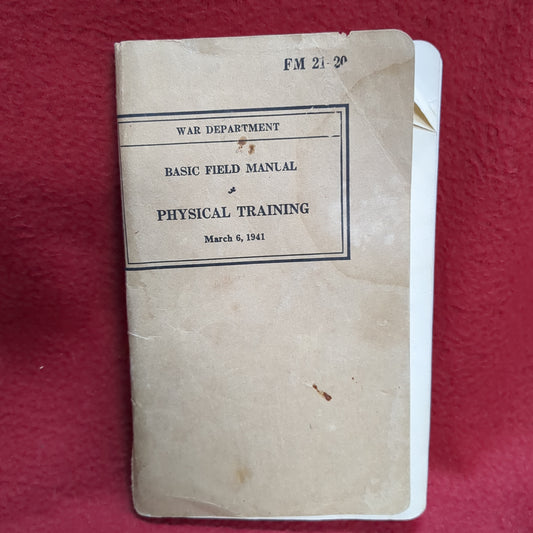 FM 21-20
WAR DEPARTMENT
BASIC FIELD MANUAL
PHYSICAL TRAINING
March 6, 1941